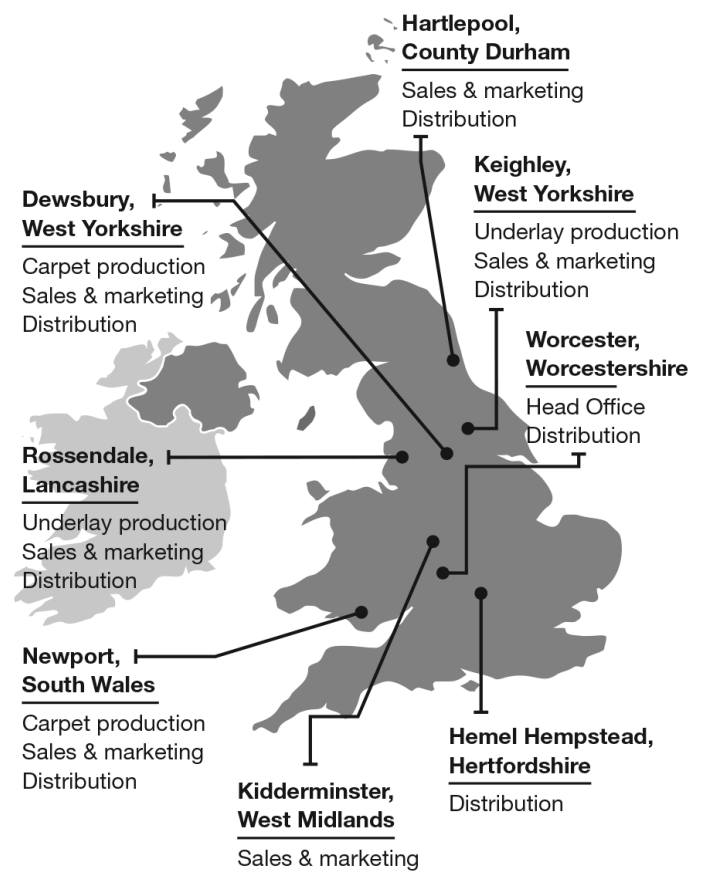 Hartlepool,
County Durham
Sales & marketing
Distribution
Keighley,
West Yorkshire
Underlay production
Sales & marketing
Distribution
Dewsbury,
West Yorkshire
Carpet production
Sales & marketing
Distribution
Worcester,
Worcestershire
Head Office
Distribution
Rossendale,
Lancashire
Underlay production
Sales & marketing
Distribution
Newport,
South Wales
Carpet production
Sales & marketing
Distribution
Hemel Hempstead,
Hertfordshire
Distribution
Kidderminster,
West Midlands
Sales & marketing